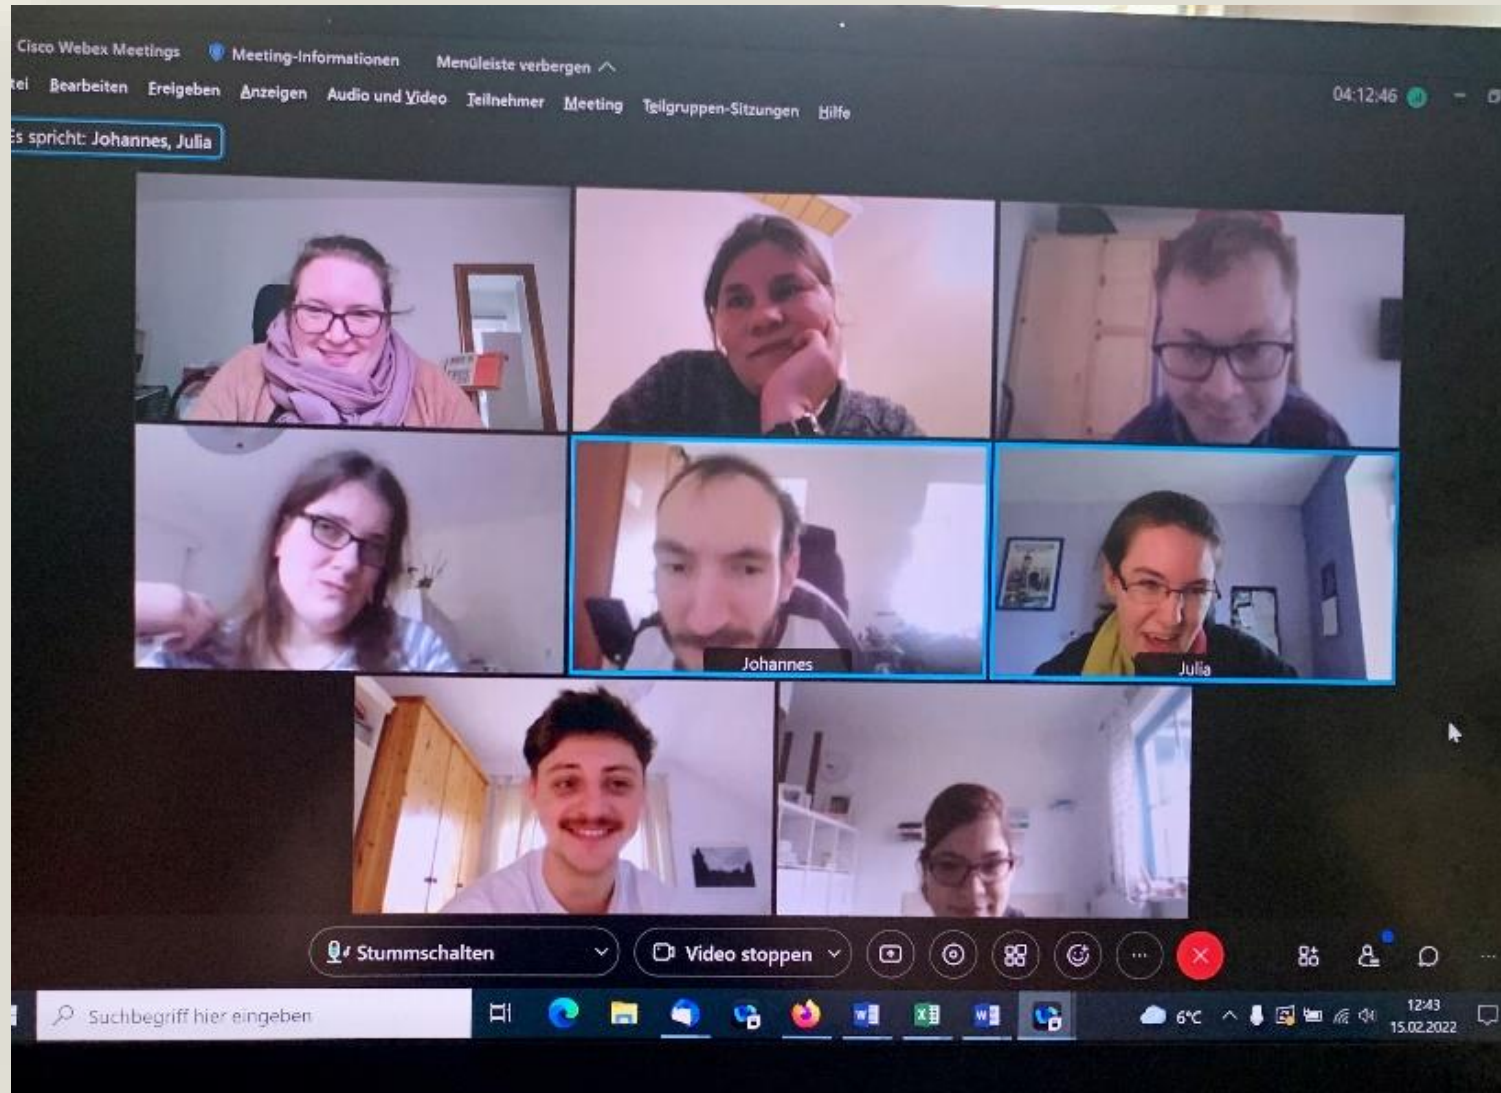 Cisco Webex Meetings Meeting-Informationen Menüleiste verbergen
tei Bearbeiten Freigeben Anzeigen Audio und Video Teilnehmer Meeting Teilgruppen-Sitzungen Hilfe
04:12:46
Es spricht: Johannes, Julia
Johannes
Julia
Stummschalten
Video stoppen
Suchbegriff hier eingeben
6°C
12:43
15.02.2022